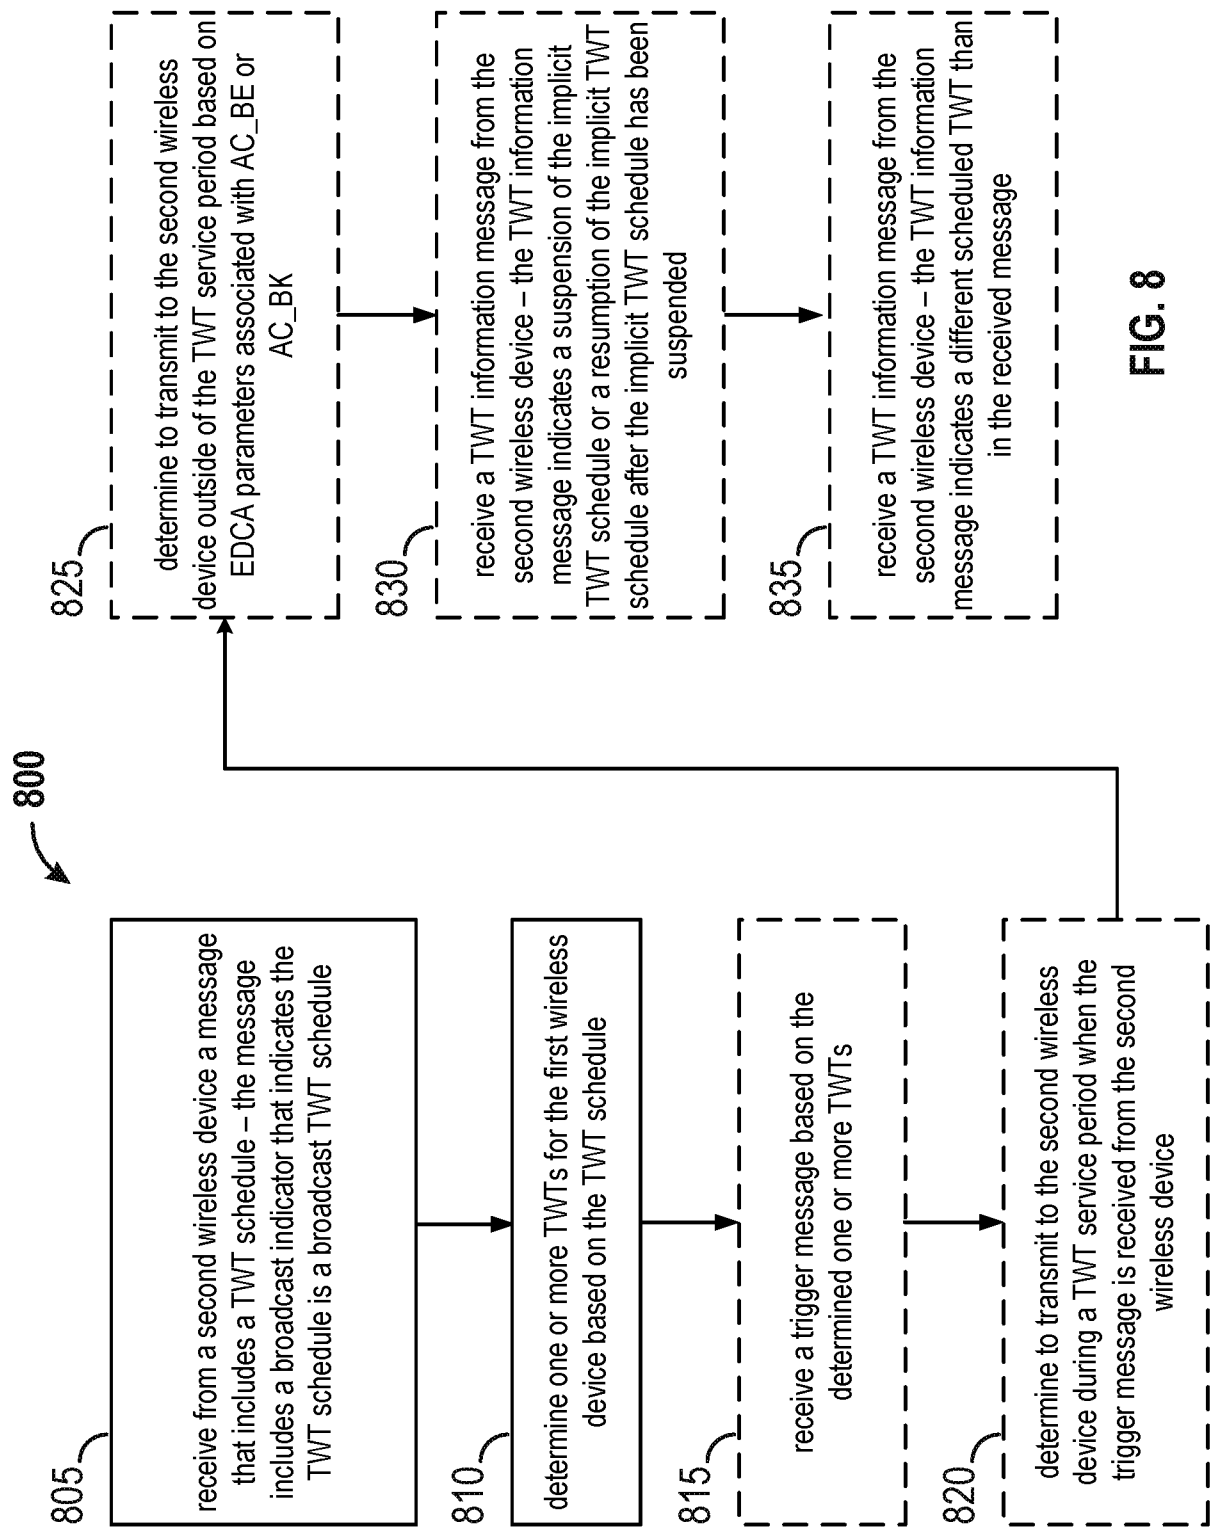 800
805
receive from a second wireless device a message
that includes a TWT schedule – the message
includes a broadcast indicator that indicates the
TWT schedule is a broadcast TWT schedule
810
determine one or more TWTs for the first wireless
device based on the TWT schedule
815
receive a trigger message based on the
determined one or more TWTs
820
determine to transmit to the second wireless
device during a TWT service period when the
trigger message is received from the second
wireless device
825
determine to transmit to the second wireless
device outside of the TWT service period based on
EDCA parameters associated with AC_BE or
AC_BK
830
receive a TWT information message from the
second wireless device – the TWT information
message indicates a suspension of the implicit
TWT schedule or a resumption of the implicit TWT
schedule after the implicit TWT schedule has been
suspended
835
receive a TWT information message from the
second wireless device – the TWT information
message indicates a different scheduled TWT than
in the received message
FIG. 8